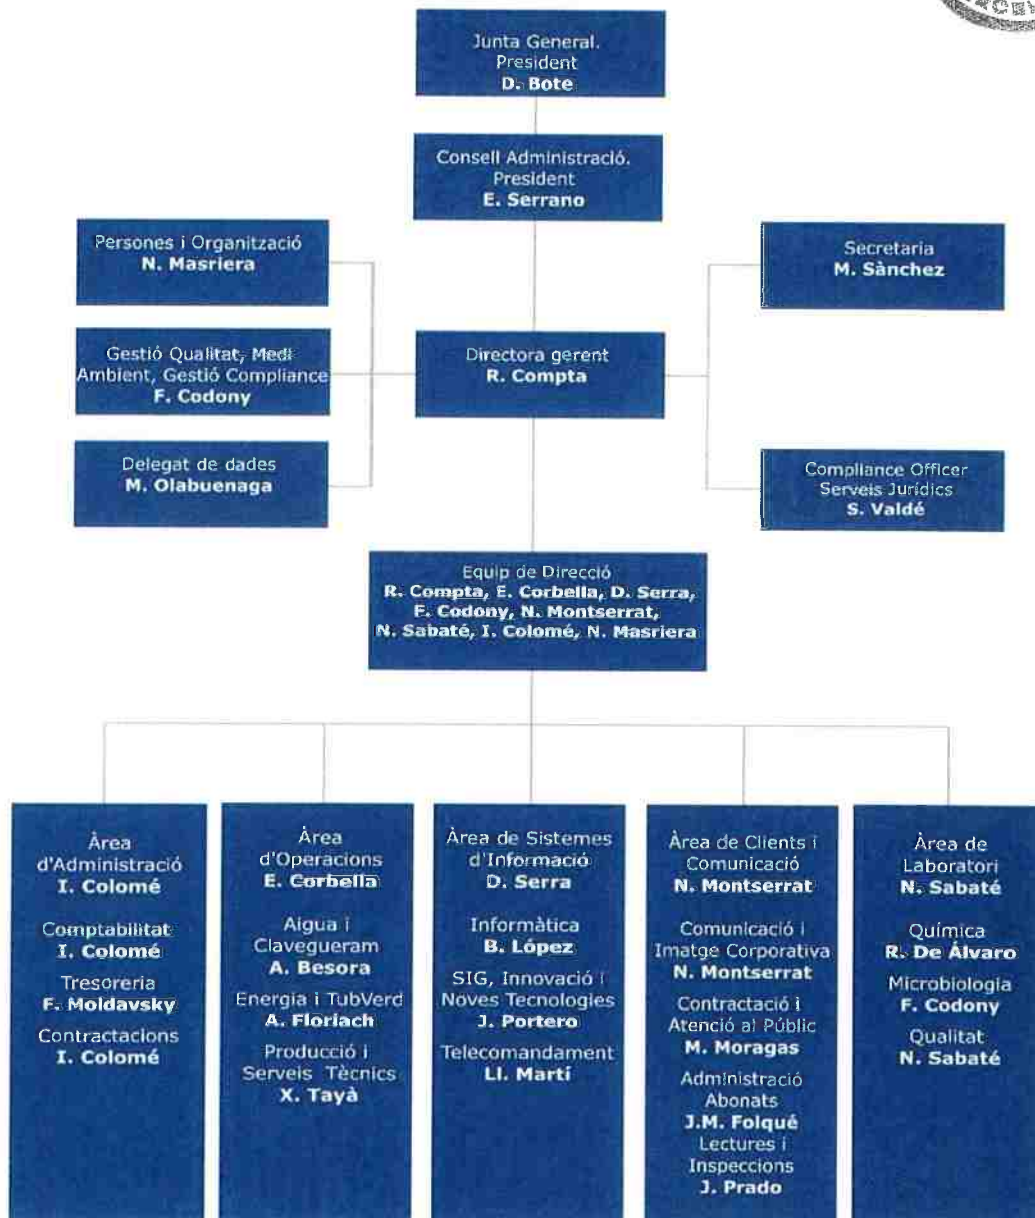 Junta General.
President
D. Bote
Consell Administració.
President
E. Serrano
Persones i Organització
N. Masriera
Secretaria
M. Sànchez
Gestió Qualitat, Medi
Ambient, Gestió Compliance
F. Codony
Directora gerent
R. Compta
Delegat de dades
M. Olabuenaga
Compliance Officer
Serveis Jurídics
S. Valdé
Equip de Direcció
R. Compta, E. Corbella, D. Serra,
F. Codony, N. Montserrat,
N. Sabaté, I. Colomé, N. Masriera
Àrea
d'Administració
I. Colomé
Comptabilitat
I. Colomé
Tresoreria
F. Moldavsky
Contractacions
I. Colomé
Àrea
d'Operacions
E. Corbella
Aigua i
Clavegueram
A. Besora
Energia i TubVerd
A. Floriach
Producció i
Serveis Tècnics
X. Tayà
Àrea de Sistemes
d'Informació
D. Serra
Informàtica
B. López
SIG, Innovació i
Noves Tecnologies
J. Portero
Telecomandament
Ll. Martí
Àrea de Clients i
Comunicació
N. Montserrat
Comunicació i
Imatge Corporativa
N. Montserrat
Contractació i
Atenció al Públic
M. Moragas
Administració
Abonats
J.M. Folqué
Lectures i
Inspeccions
J. Prado
Àrea de
Laboratori
N. Sabaté
Química
R. De Álvaro
Microbiologia
F. Codony
Qualitat
N. Sabaté